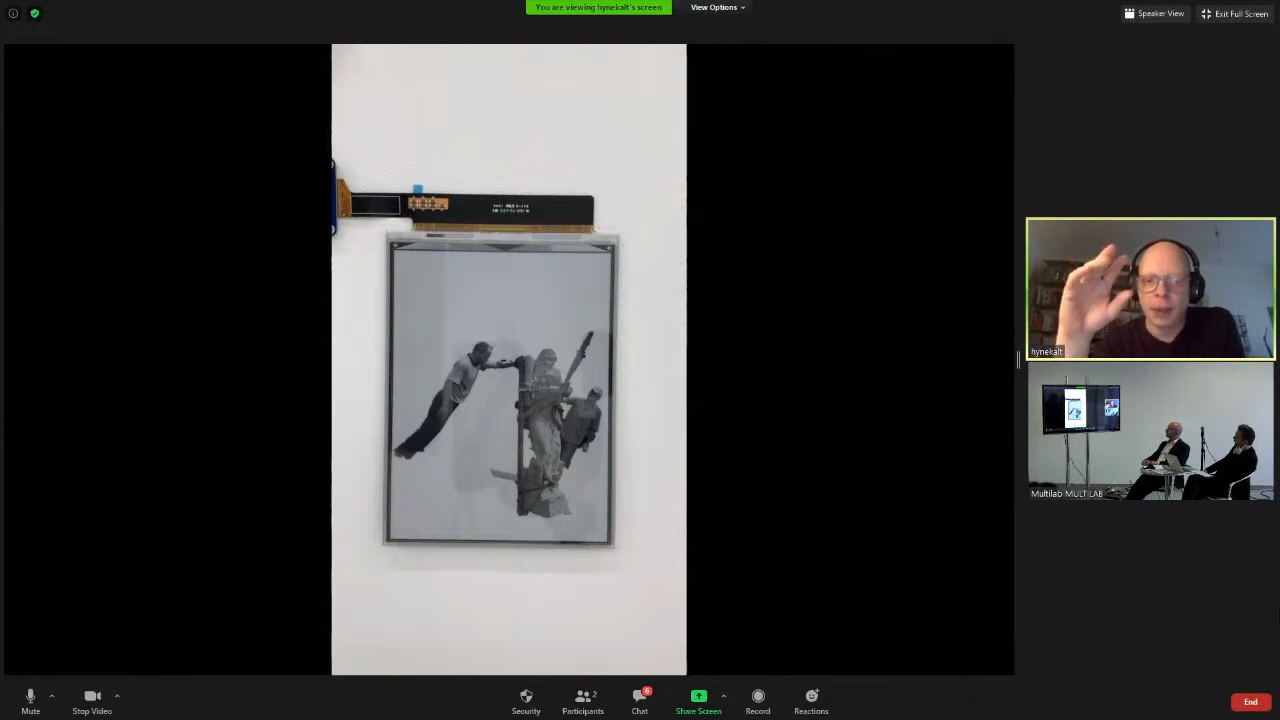 You are viewing hynekalt's screen
View Options
Speaker View
Exit Full Screen
hynekalt
Multilab MULTILAB
Mute
Stop Video
Security
2
Participants
6
Chat
Share Screen
Record
Reactions
End